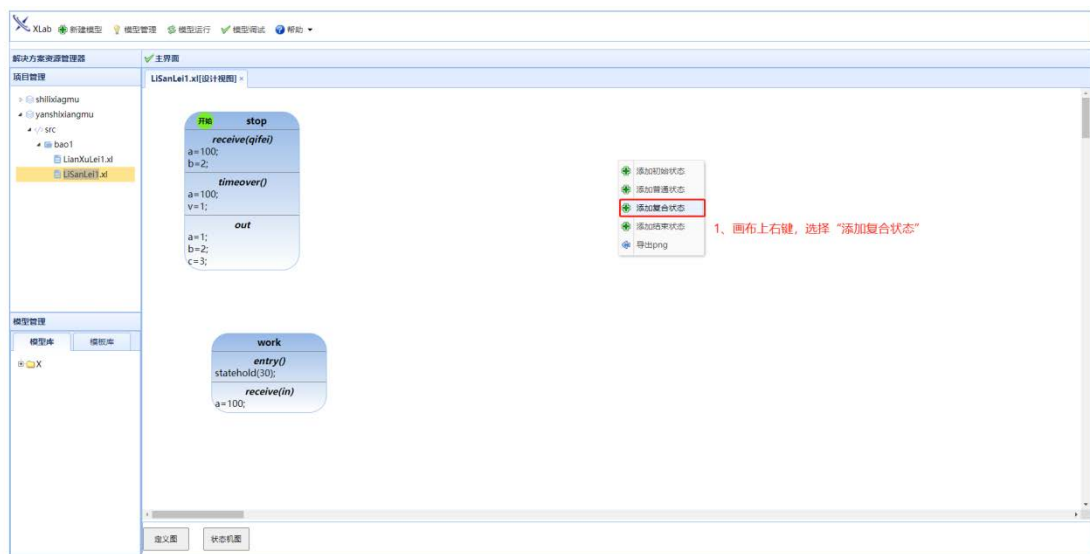 XLab 新建模型 模型管理 模型运行 模型调试 帮助
解决方案资源管理器
主界面
项目管理
LiSanLei1.xl[设计视图] ×
shilixiagmu
yanshixiangmu
src
bao1
LianXuLei1.xl
LiSanLei1.xl
开始 stop
receive(qifei)
a=100;
b=2;
timeover()
a=100;
v=1;
out
a=1;
b=2;
c=3;
添加初始状态
添加普通状态
添加复合状态
添加结束状态
导出png
1、画布上右键，选择“添加复合状态”
work
entry()
statehold(30);
receive(in)
a=100;
模型管理
模型库 模板库
X
定义图 状态机图